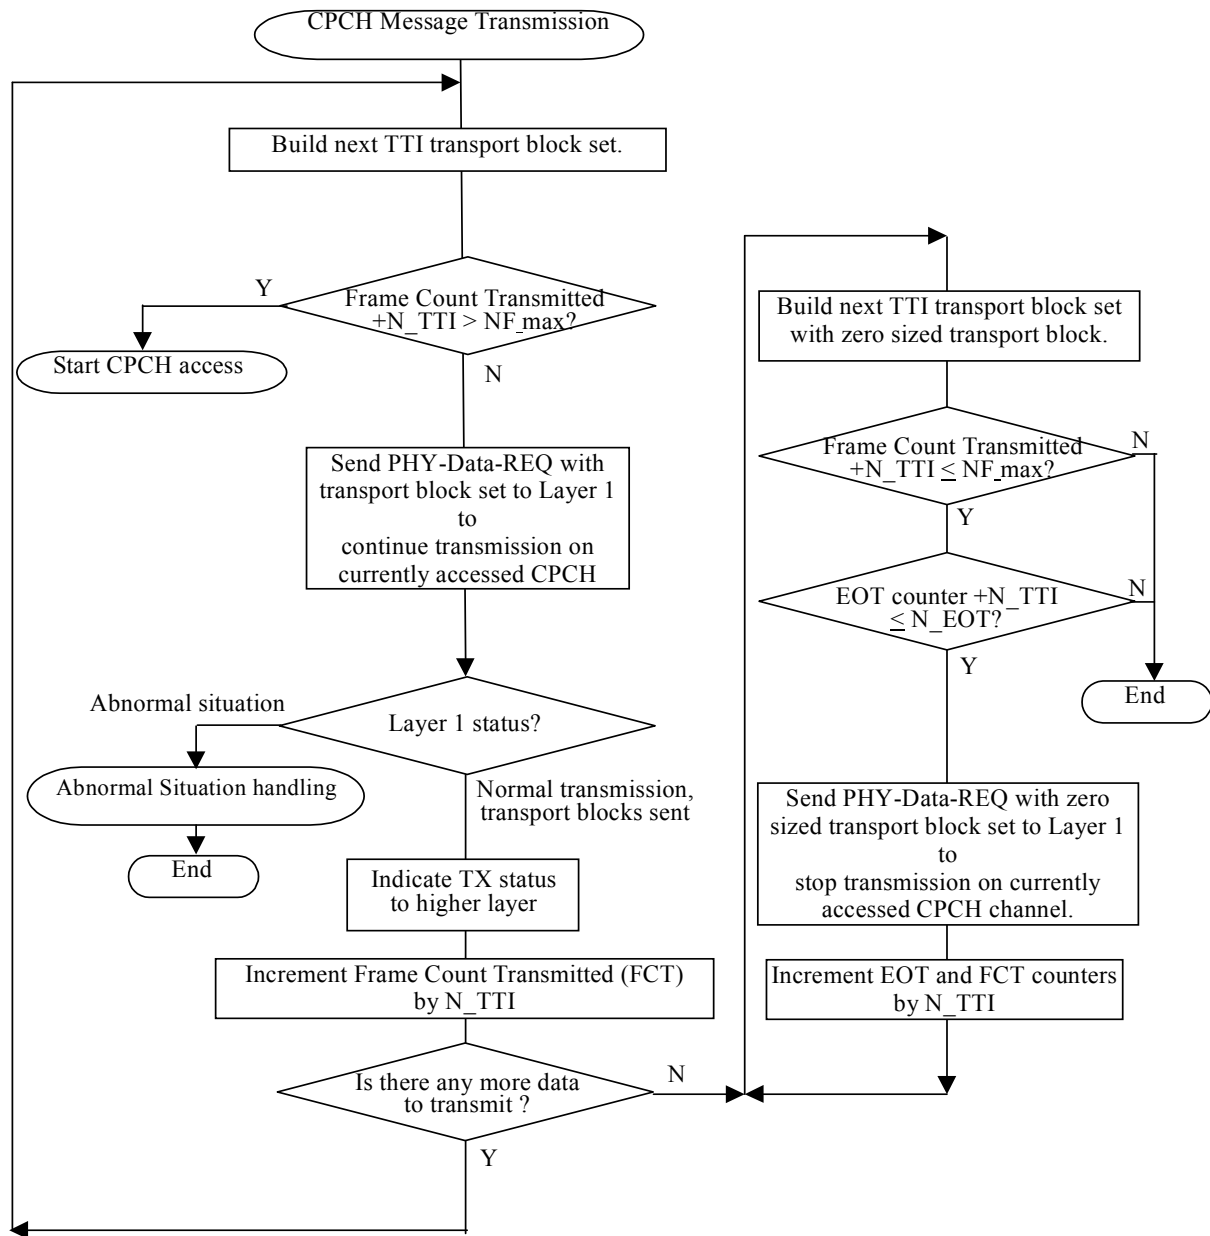 CPCH Message Transmission
Build next TTI transport block set.
Y
Frame Count Transmitted
+N_TTI > NF_max?
Start CPCH access
N
Send PHY-Data-REQ with
transport block set to Layer 1
to
continue transmission on
currently accessed CPCH
Abnormal situation
Layer 1 status?
Abnormal Situation handling
Normal transmission,
transport blocks sent
End
Indicate TX status
to higher layer
Increment Frame Count Transmitted (FCT)
by N_TTI
Is there any more data
to transmit ?
N
Y
Build next TTI transport block set
with zero sized transport block.
Frame Count Transmitted
+N_TTI ≤ NF_max?
N
Y
EOT counter +N_TTI
≤ N_EOT?
N
Y
End
Send PHY-Data-REQ with zero
sized transport block set to Layer 1
to
stop transmission on currently
accessed CPCH channel.
Increment EOT and FCT counters
by N_TTI